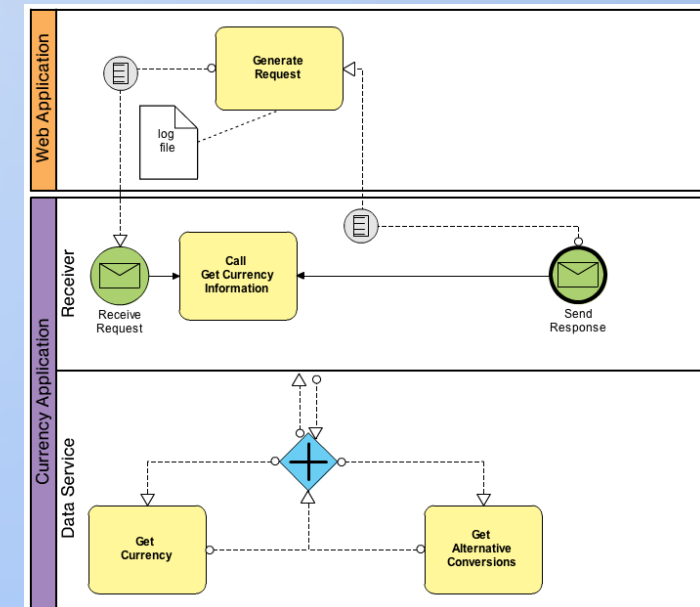 Web Application
Generate
Request
log
file
Currency Application
Receiver
Receive
Request
Call
Get Currency
Information
Send
Response
Data Service
Get
Currency
Get
Alternative
Conversions